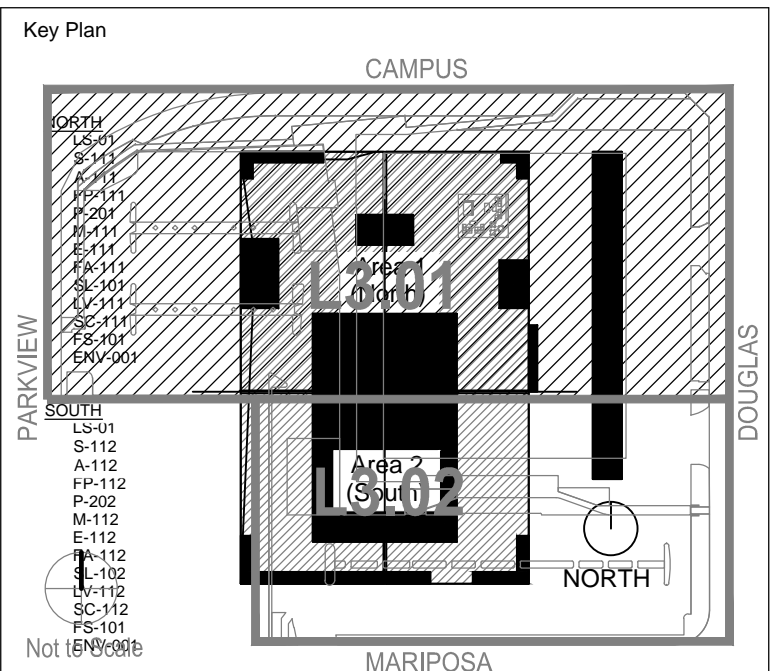 Key Plan
CAMPUS
NORTH
LS-01
S-111
A-111
FP-111
P-201
M-111
E-111
FA-111
SL-101
LV-111
SC-111
FS-101
ENV-001
Area 1
(North)
L3.01
PARKVIEW
DOUGLAS
SOUTH
LS-01
S-112
A-112
FP-112
P-202
M-112
E-112
FA-112
SL-102
LV-112
SC-112
FS-101
ENV-001
Area 2
(South)
L3.02
NORTH
Not to Scale
MARIPOSA